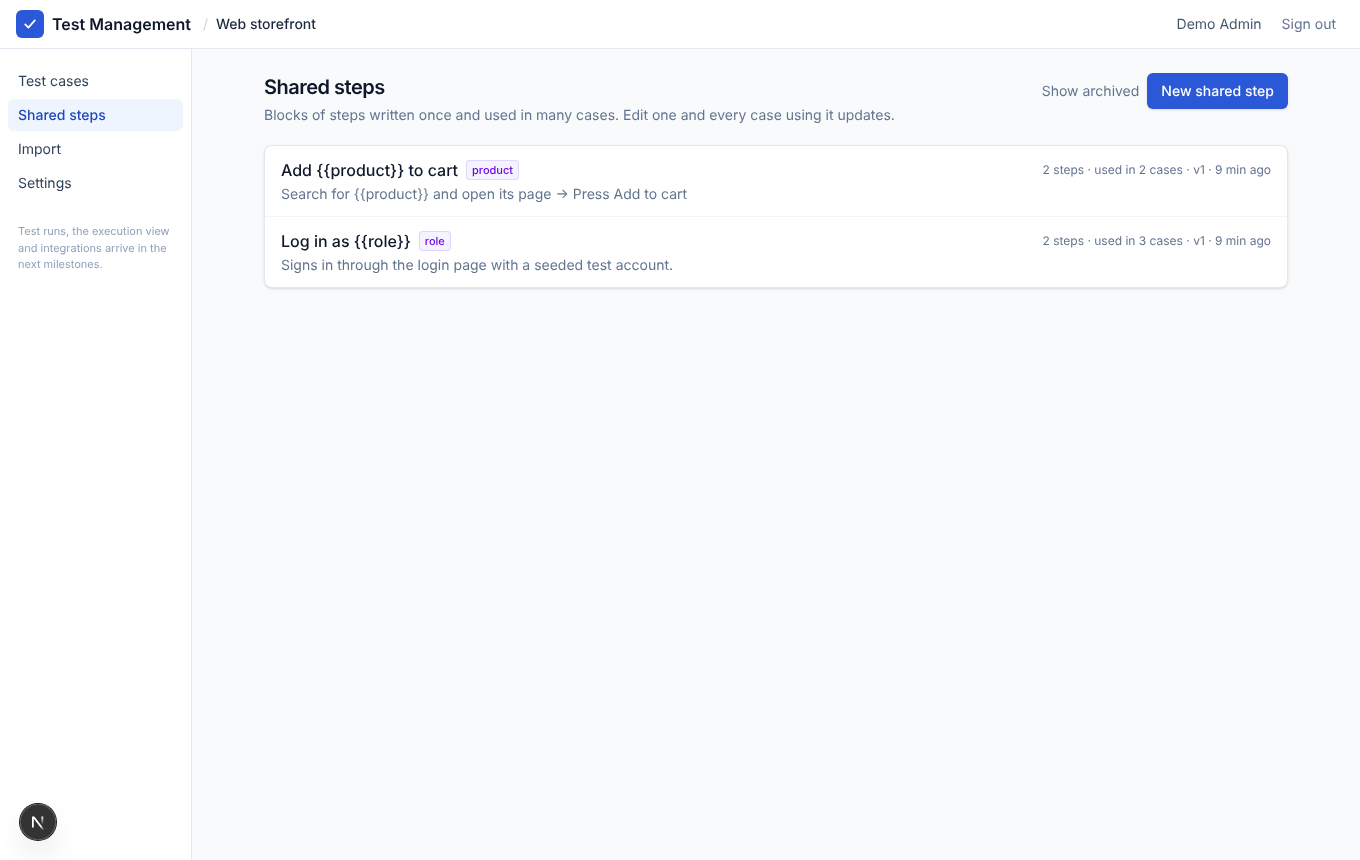 Test Management / Web storefront
Demo Admin
Sign out
Test cases
Shared steps
Import
Settings
Test runs, the execution view
and integrations arrive in the
next milestones.
Shared steps
Blocks of steps written once and used in many cases. Edit one and every case using it updates.
Show archived
New shared step
Add {{product}} to cart product
2 steps · used in 2 cases · v1 · 9 min ago
Search for {{product}} and open its page → Press Add to cart
Log in as {{role}} role
2 steps · used in 3 cases · v1 · 9 min ago
Signs in through the login page with a seeded test account.
N